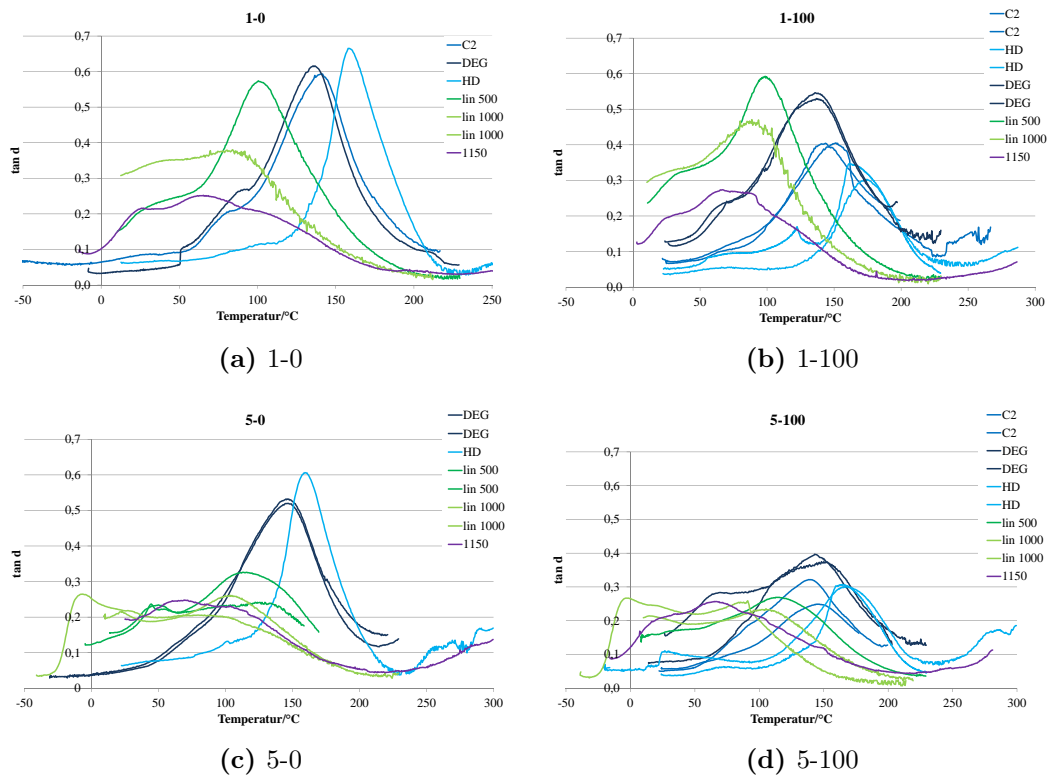 1-0
0,7
0,6
0,5
0,4
0,3
0,2
0,1
0,0
tan d
-50 0 50 100 150 200 250
Temperatur/°C
C2
DEG
HD
lin 500
lin 1000
lin 1000
1150
(a) 1-0
1-100
0,7
0,6
0,5
0,4
0,3
0,2
0,1
0,0
tan d
-50 0 50 100 150 200 250 300
Temperatur/°C
C2
C2
HD
HD
DEG
DEG
lin 500
lin 1000
1150
(b) 1-100
5-0
0,7
0,6
0,5
0,4
0,3
0,2
0,1
0,0
tan d
-50 0 50 100 150 200 250 300
Temperatur/°C
DEG
DEG
HD
lin 500
lin 500
lin 1000
lin 1000
1150
(c) 5-0
5-100
0,7
0,6
0,5
0,4
0,3
0,2
0,1
0,0
tan d
-50 0 50 100 150 200 250 300
Temperatur/°C
C2
C2
DEG
DEG
HD
HD
lin 500
lin 1000
lin 1000
1150
(d) 5-100